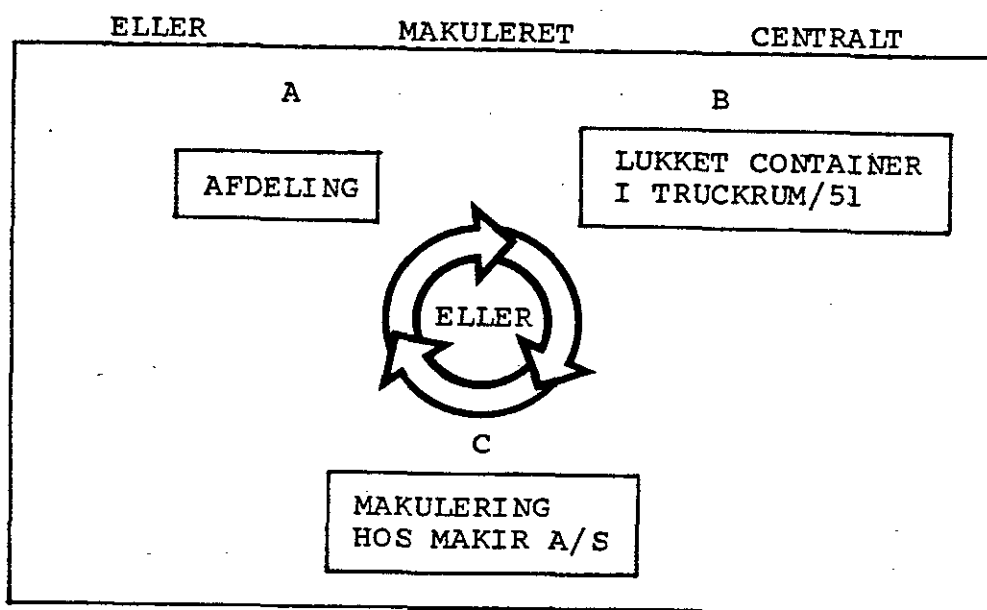 ELLER MAKULERET CENTRALT
A B
AFDELING
LUKKET CONTAINER
I TRUCKRUM/51
ELLER
C
MAKULERING
HOS MAKIR A/S